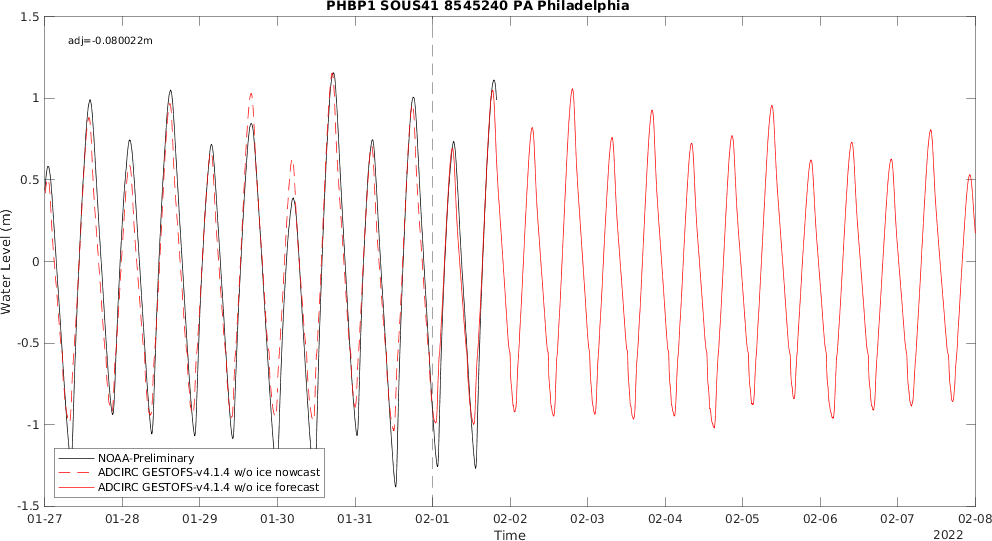 PHBP1 SOUS41 8545240 PA Philadelphia
adj=-0.080022m
1.5
1
0.5
0
-0.5
-1
-1.5
Water Level (m)
NOAA-Preliminary
ADCIRC GESTOFS-v4.1.4 w/o ice nowcast
ADCIRC GESTOFS-v4.1.4 w/o ice forecast
01-27 01-28 01-29 01-30 01-31 02-01 02-02 02-03 02-04 02-05 02-06 02-07 02-08
Time
2022